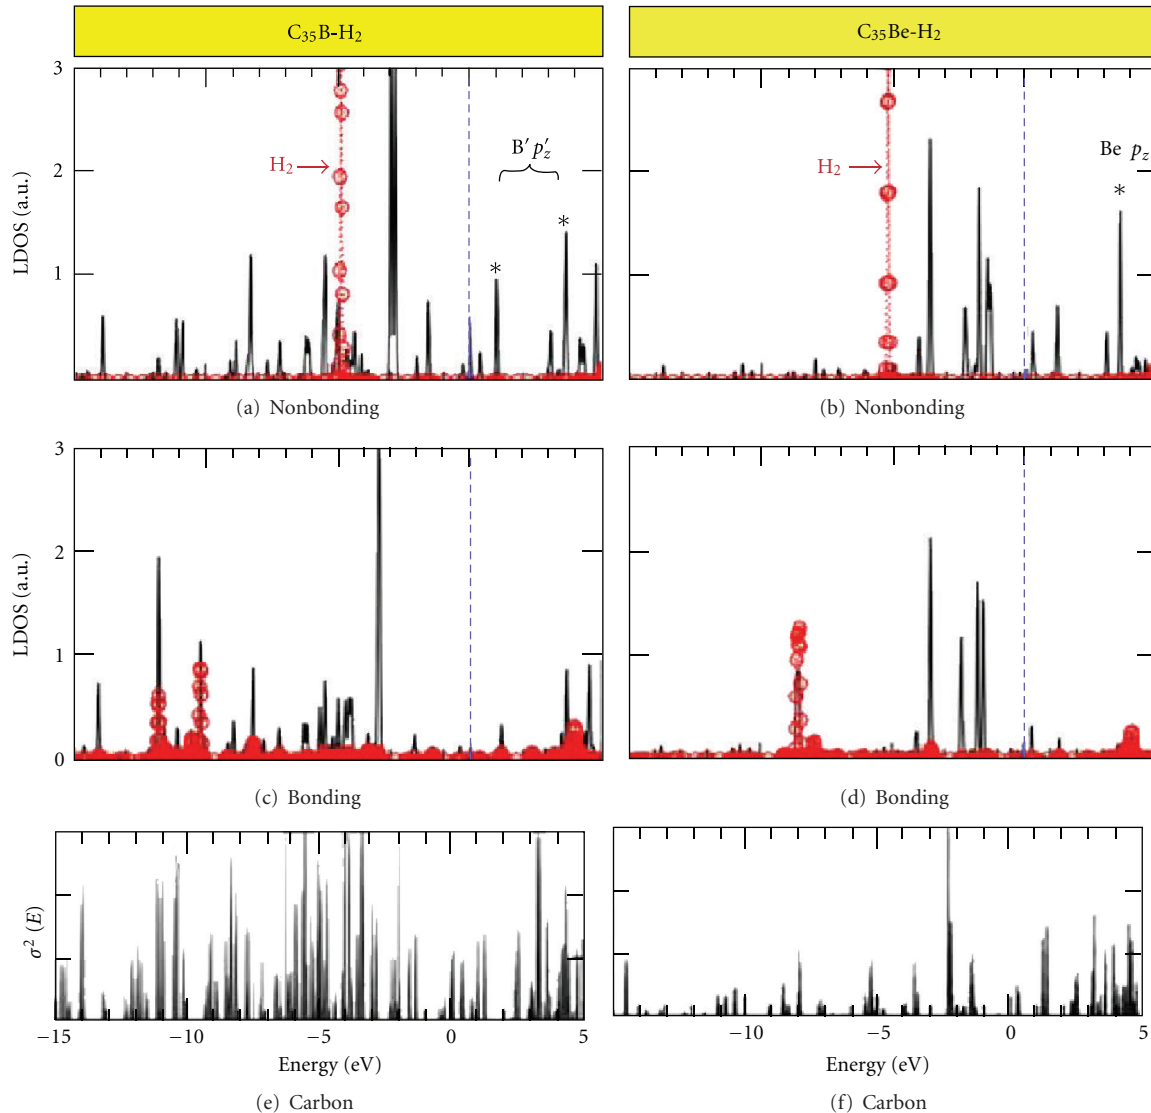 C35B-H2
C35Be-H2
3
2
1
LDOS (a.u.)
H2
B′ p′z
*
*
(a) Nonbonding
H2
Be pz
*
(b) Nonbonding
3
2
1
0
LDOS (a.u.)
(c) Bonding
(d) Bonding
σ2 (E)
−15 −10 −5 0 5
Energy (eV)
(e) Carbon
−10 −5 0 5
Energy (eV)
(f) Carbon